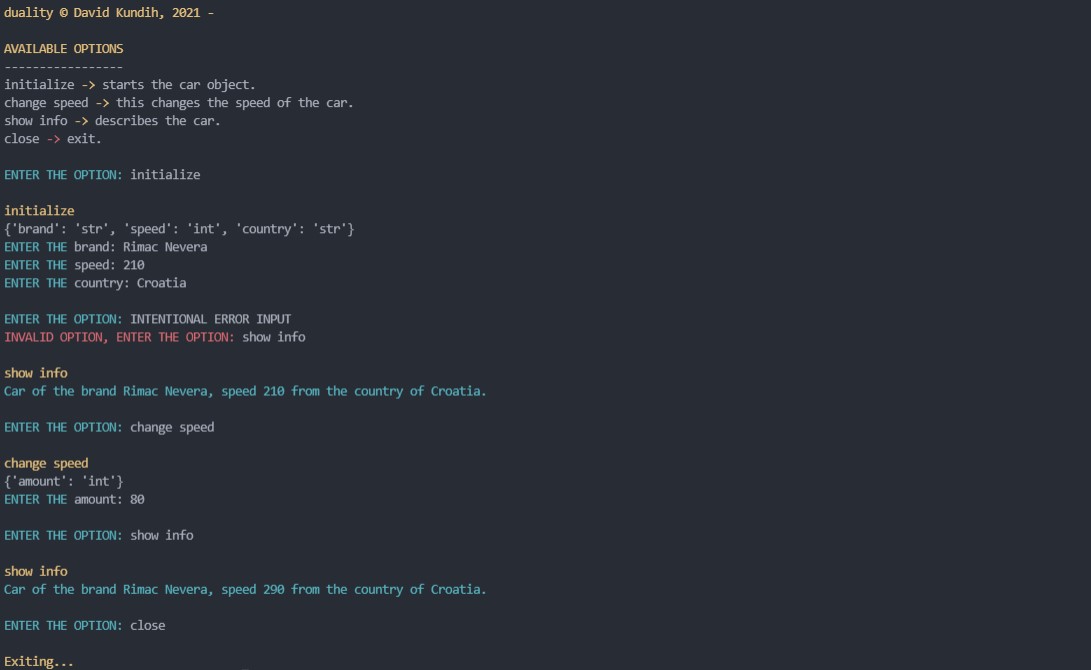 duality © David Kundih, 2021 -
AVAILABLE OPTIONS
-----------------
initialize -> starts the car object.
change speed -> this changes the speed of the car.
show info -> describes the car.
close -> exit.
ENTER THE OPTION: initialize
initialize
{'brand': 'str', 'speed': 'int', 'country': 'str'}
ENTER THE brand: Rimac Nevera
ENTER THE speed: 210
ENTER THE country: Croatia
ENTER THE OPTION: INTENTIONAL ERROR INPUT
INVALID OPTION, ENTER THE OPTION: show info
show info
Car of the brand Rimac Nevera, speed 210 from the country of Croatia.
ENTER THE OPTION: change speed
change speed
{'amount': 'int'}
ENTER THE amount: 80
ENTER THE OPTION: show info
show info
Car of the brand Rimac Nevera, speed 290 from the country of Croatia.
ENTER THE OPTION: close
Exiting...